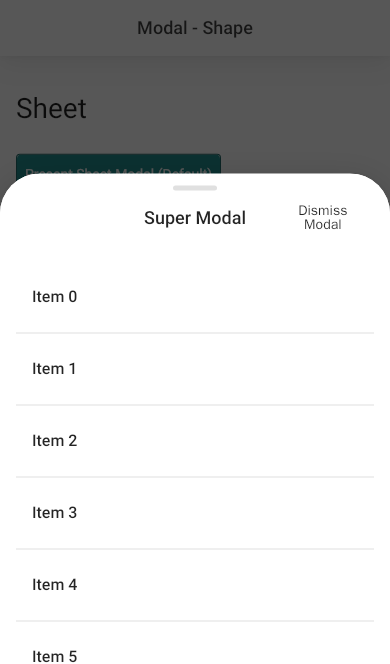 Modal - Shape
Sheet
Present Sheet Modal (Default)
Super Modal
Dismiss
Modal
Item 0
Item 1
Item 2
Item 3
Item 4
Item 5